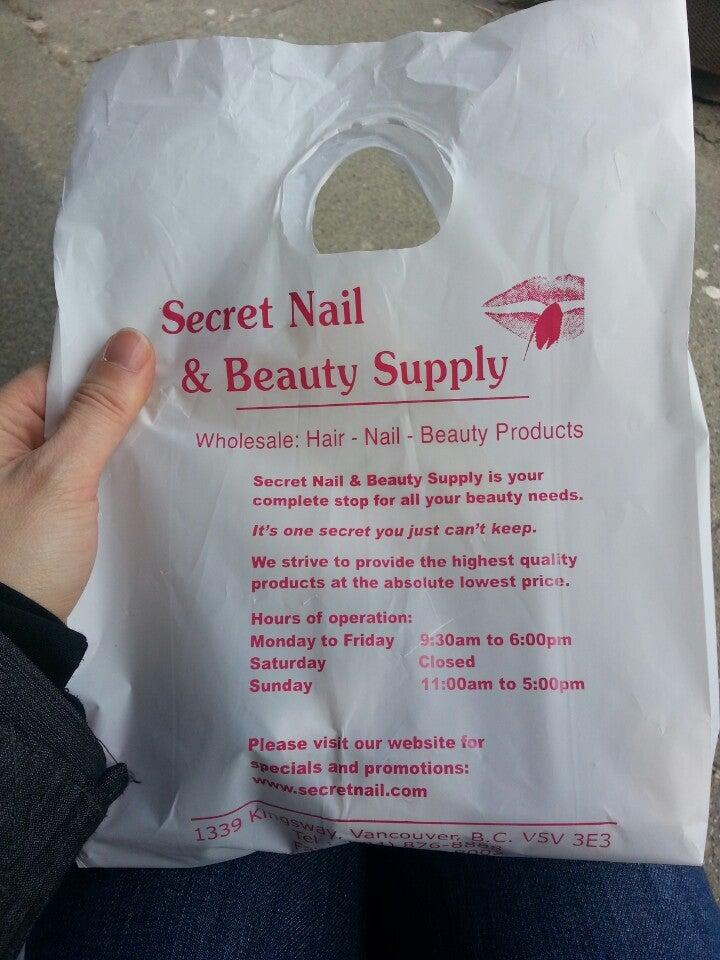 Secret Nail
& Beauty Supply
Wholesale: Hair - Nail - Beauty Products
Secret Nail & Beauty Supply is your
complete stop for all your beauty needs.
It's one secret you just can't keep.
We strive to provide the highest quality
products at the absolute lowest price.
Hours of operation:
Monday to Friday 9:30am to 6:00pm
Saturday Closed
Sunday 11:00am to 5:00pm
Please visit our website for
specials and promotions:
www.secretnail.com
1339 Kingsway, Vancouver, B.C. V5V 3E3
Tel